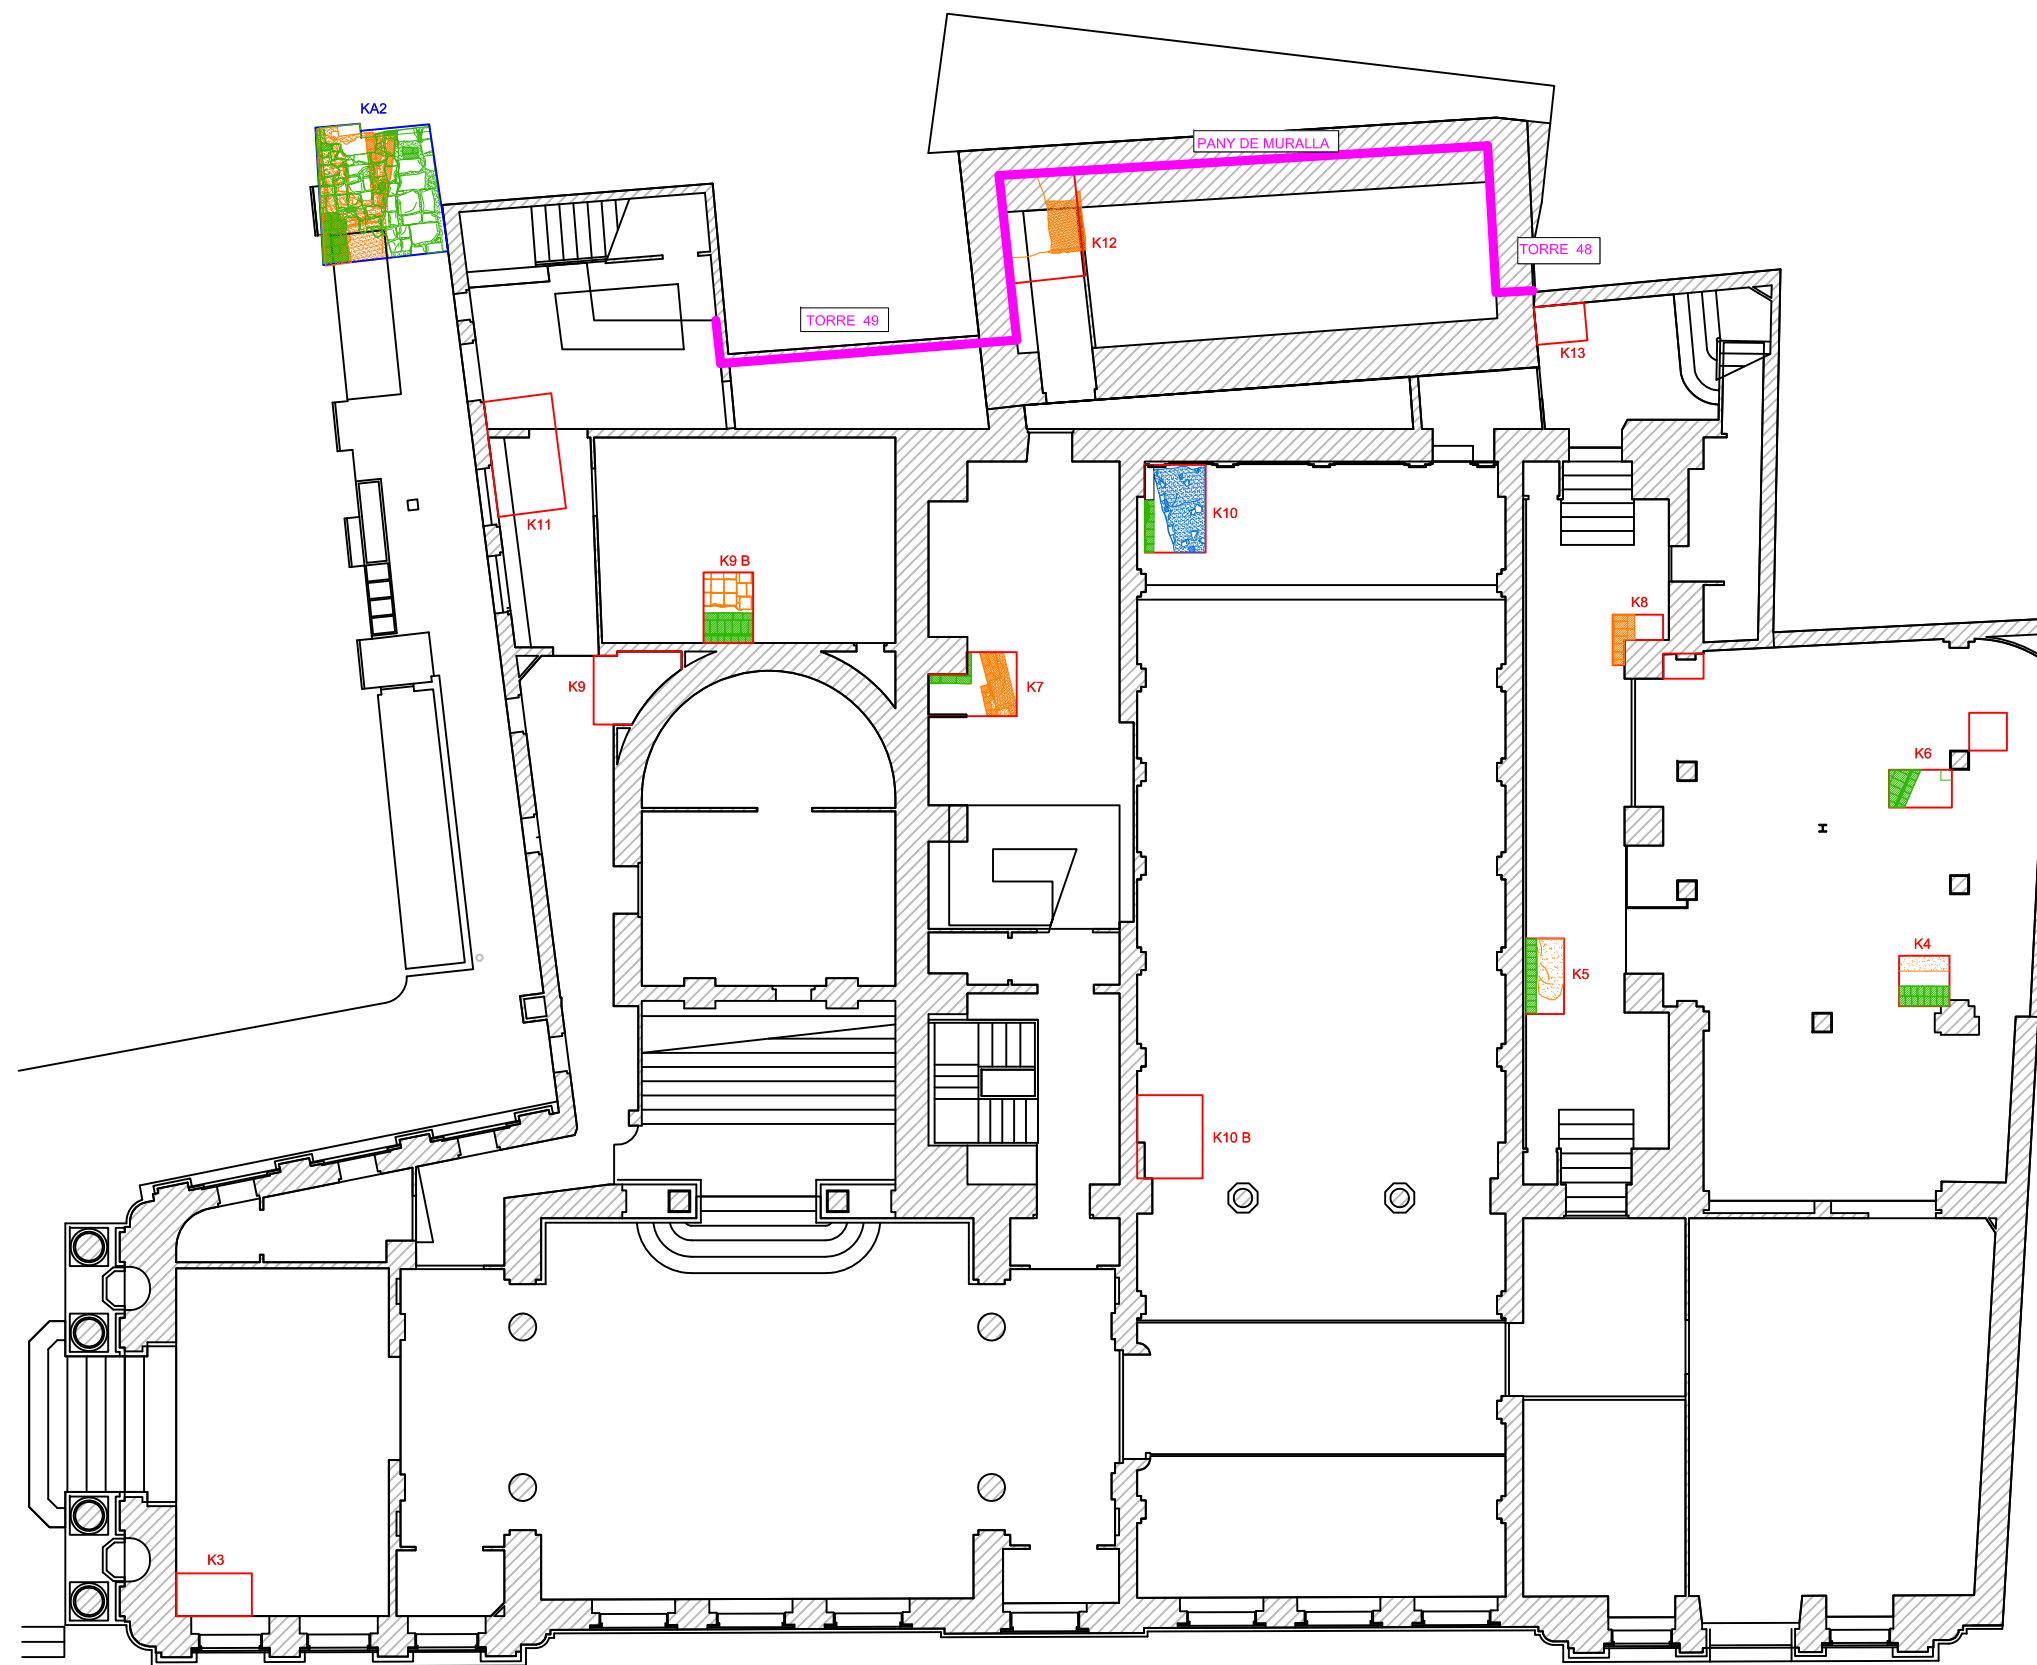 KA2
PANY DE MURALLA
K12
TORRE 48
TORRE 49
K13
K11
K10
K9 B
K8
K9
K7
K6
K4
K5
K10 B
K3